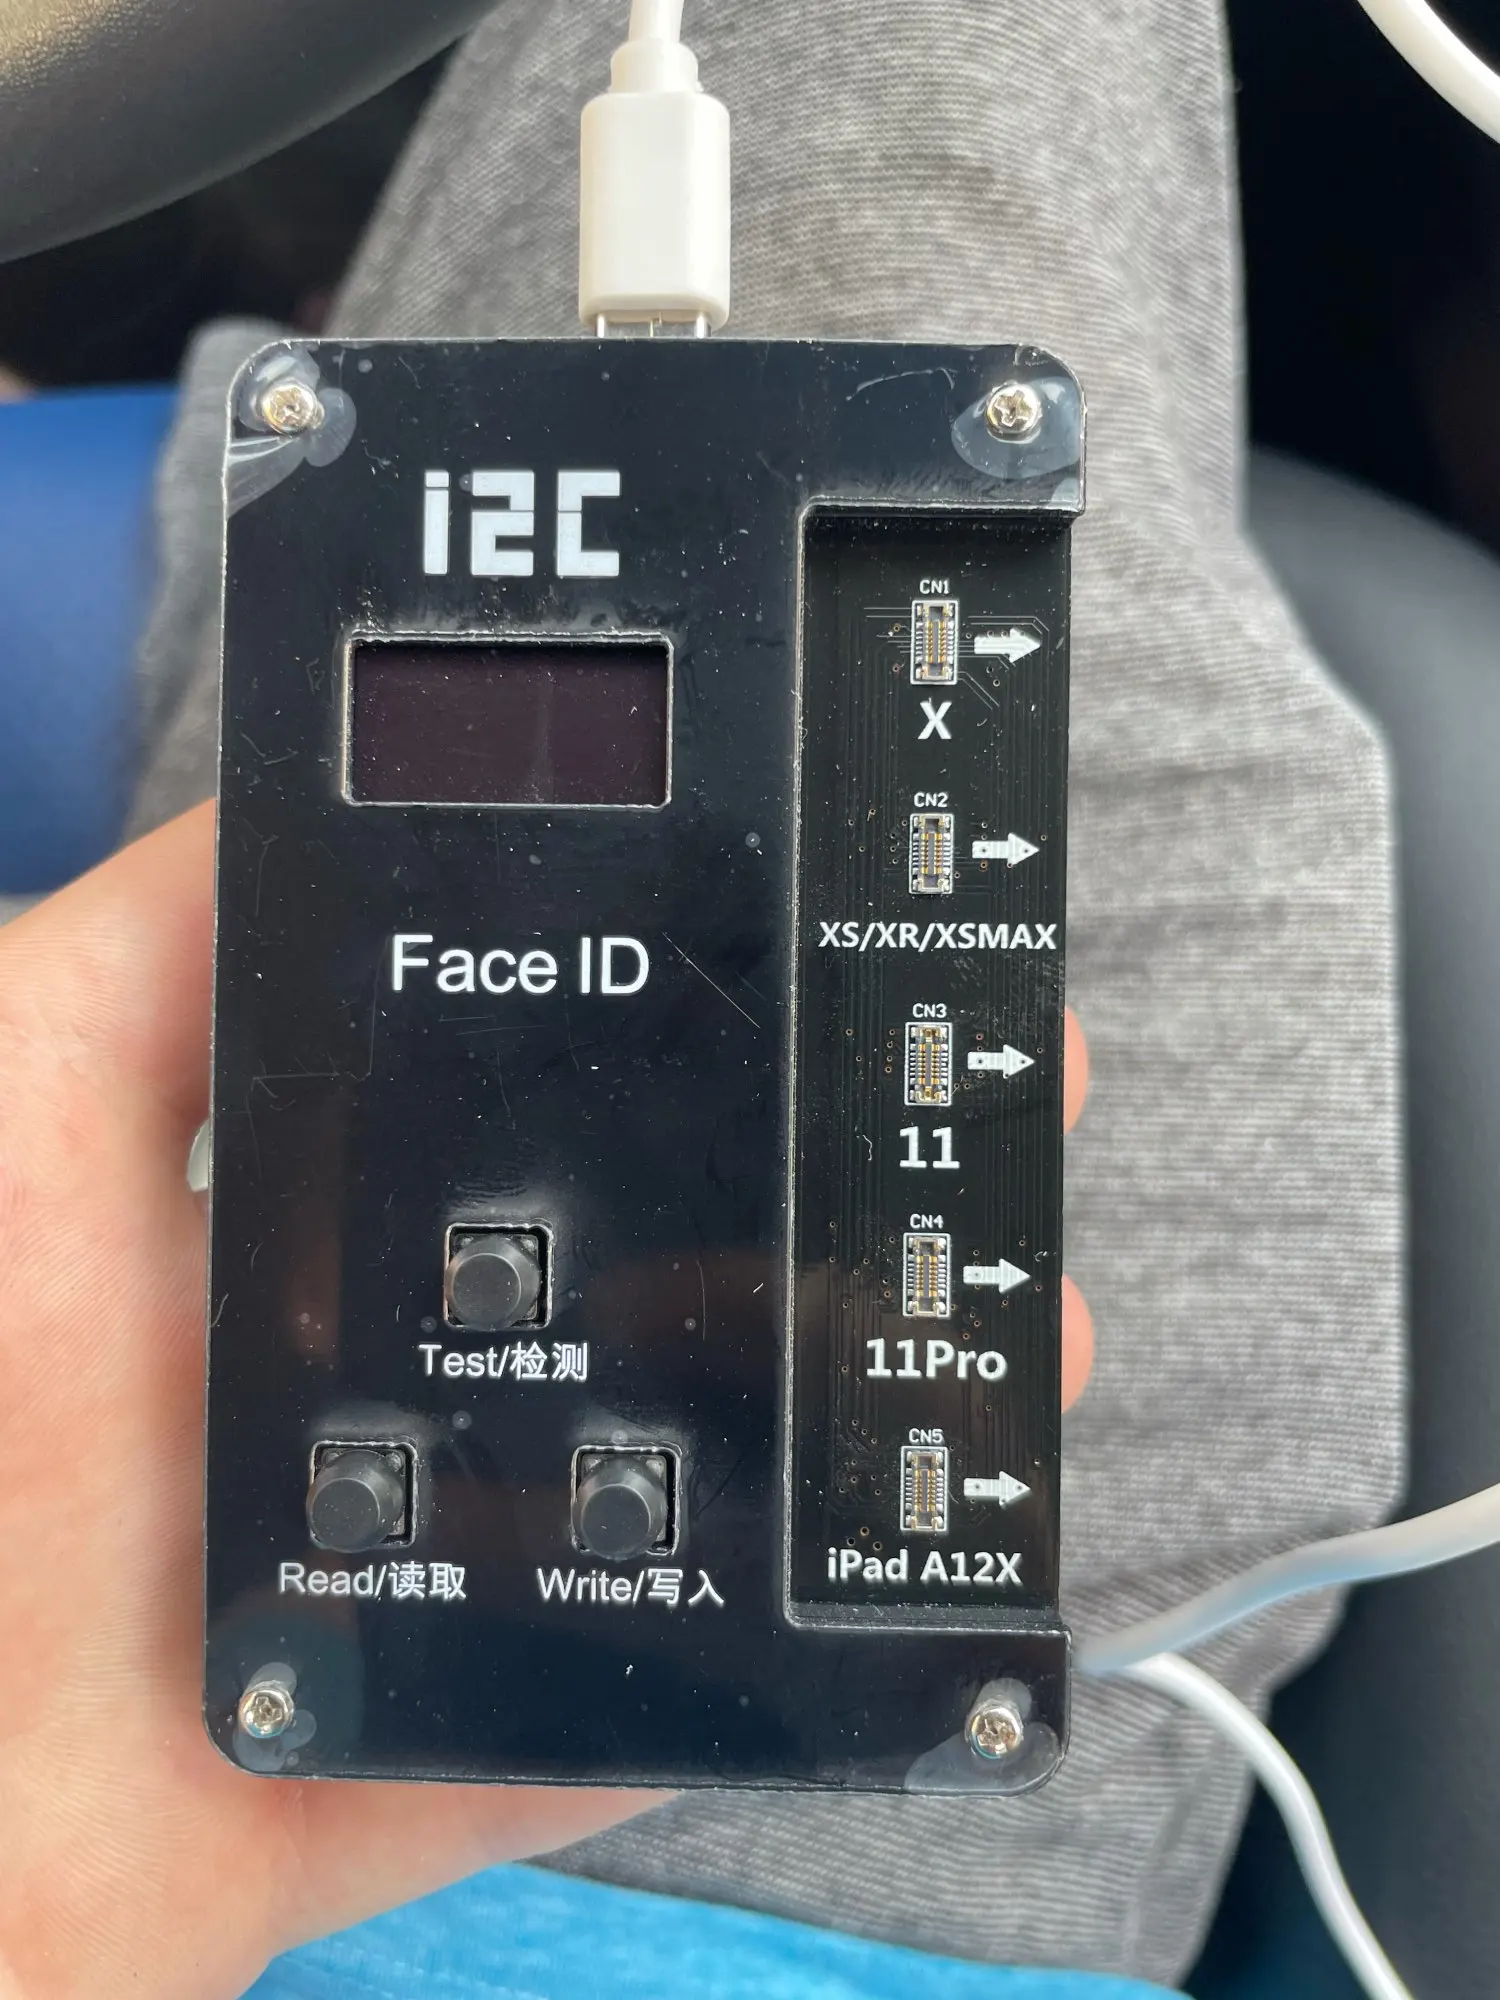 i2C
Face ID
Test/检测
Read/读取
Write/写入
CN1
X
CN2
XS/XR/XSMAX
CN3
11
CN4
11Pro
CN5
iPad A12X